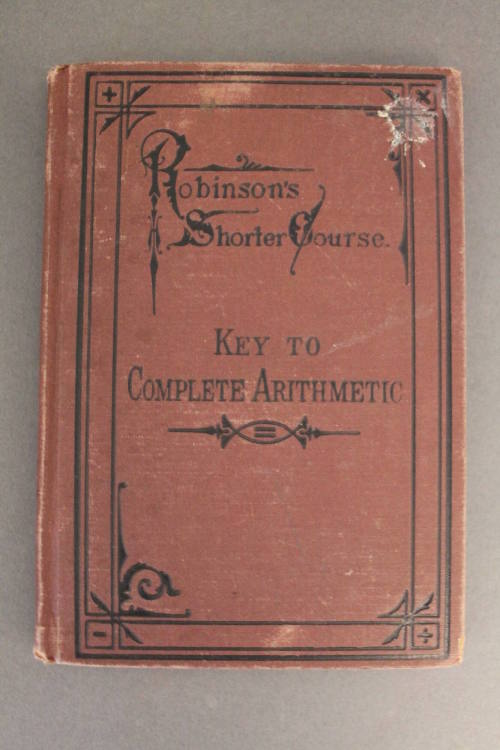 + ×
Robinson's
Shorter Course.
KEY TO
COMPLETE ARITHMETIC
=
- ÷